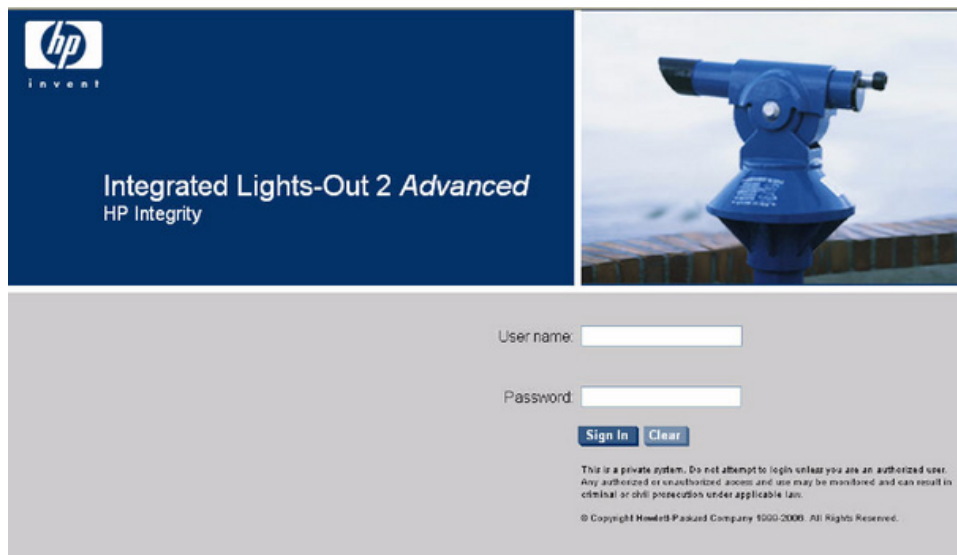 hp
invent
Integrated Lights-Out 2 Advanced
HP Integrity
User name:
Password:
Sign In Clear
This is a private system. Do not attempt to login unless you are an authorized user.
Any authorized or unauthorized access and use may be monitored and can result in
criminal or civil prosecution under applicable law.
© Copyright Hewlett-Packard Company 1999-2006. All Rights Reserved.